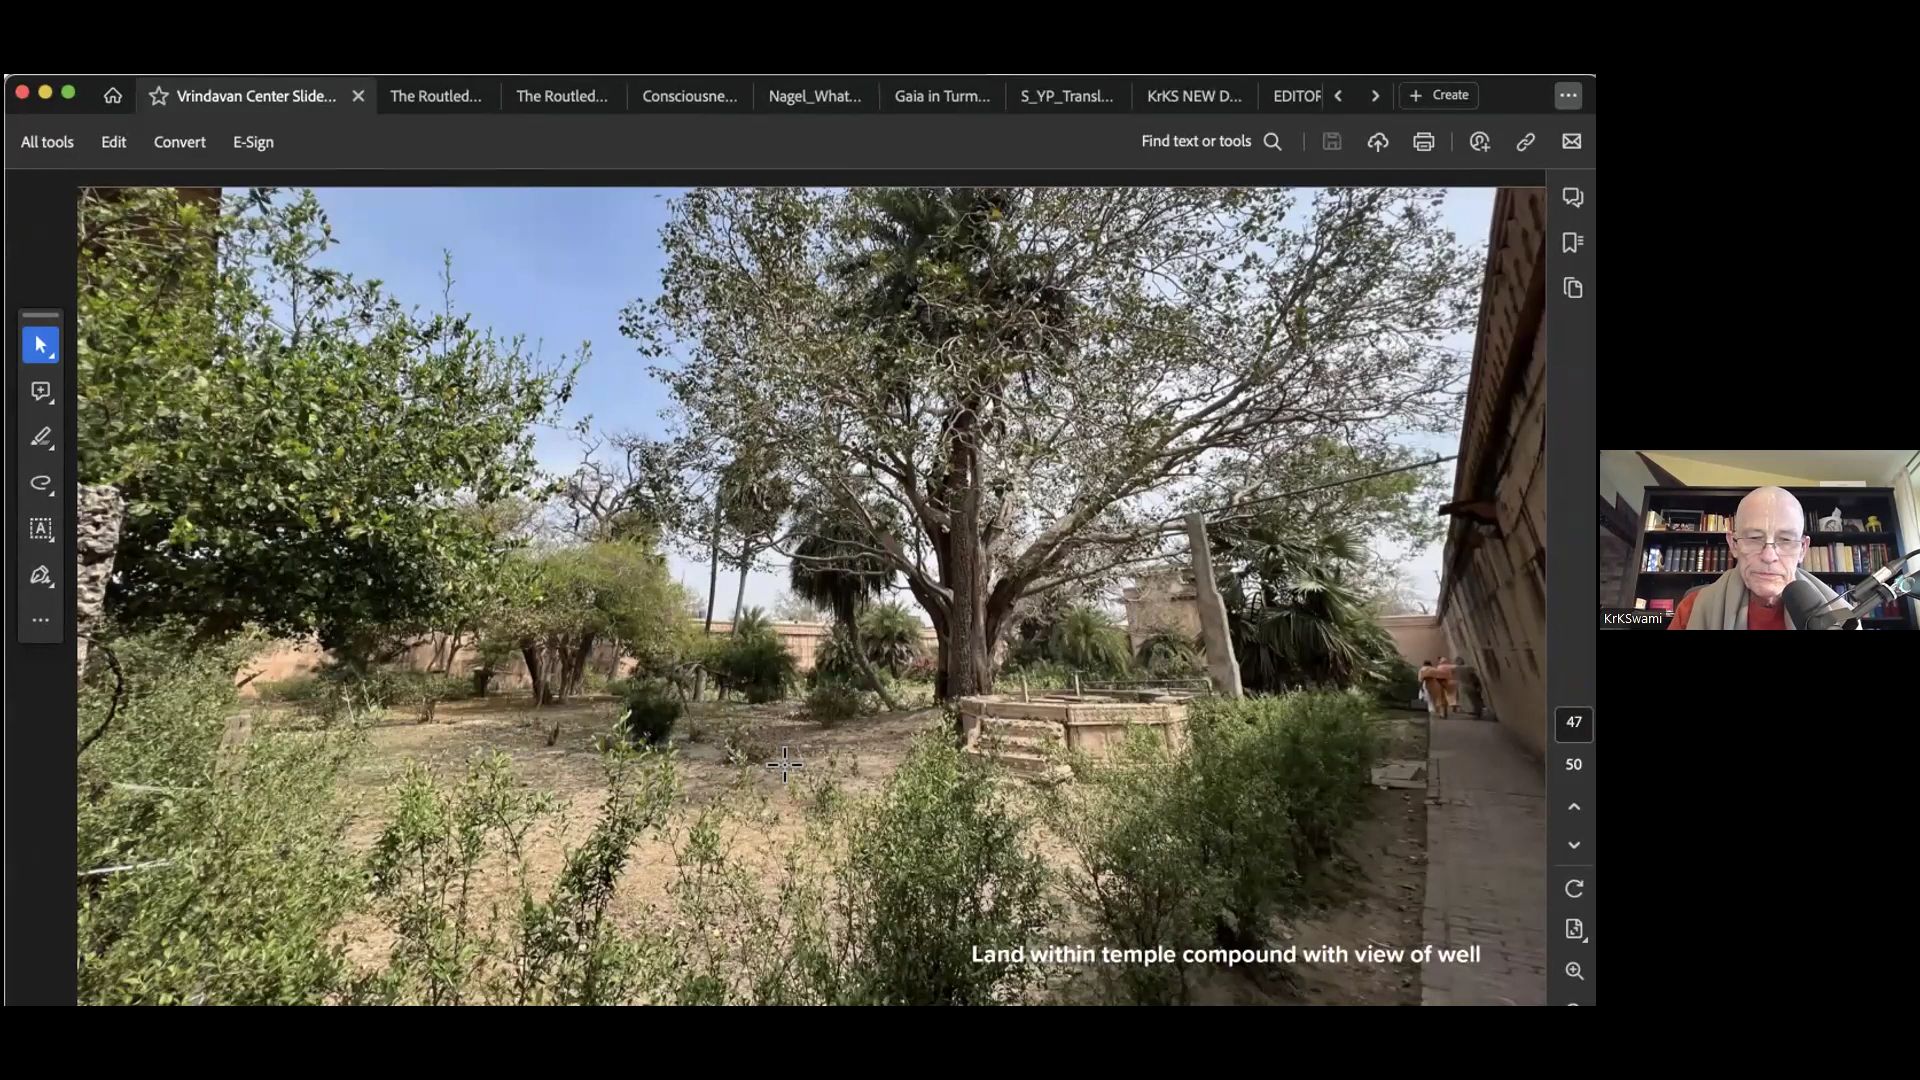 Vrindavan Center Slide...
The Routled...
The Routled...
Consciousne...
Nagel_What...
Gaia in Turm...
S_YP_Transl...
KrKS NEW D...
EDITOR
Create
All tools
Edit
Convert
E-Sign
Find text or tools
47
50
Land within temple compound with view of well
KrKSwami